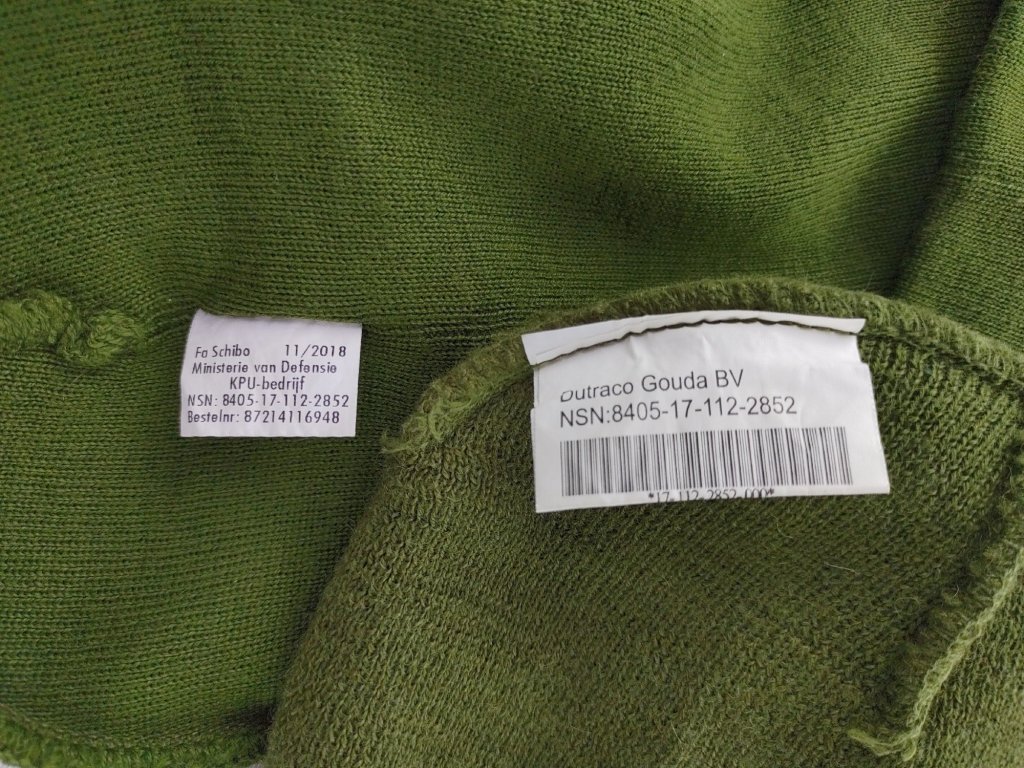 Fa Schibo 11/2018
Ministerie van Defensie
KPU-bedrijf
NSN: 8405-17-112-2852
Bestelnr: 87214116948
Dutraco Gouda BV
NSN:8405-17-112-2852
*17-112-2852-000*